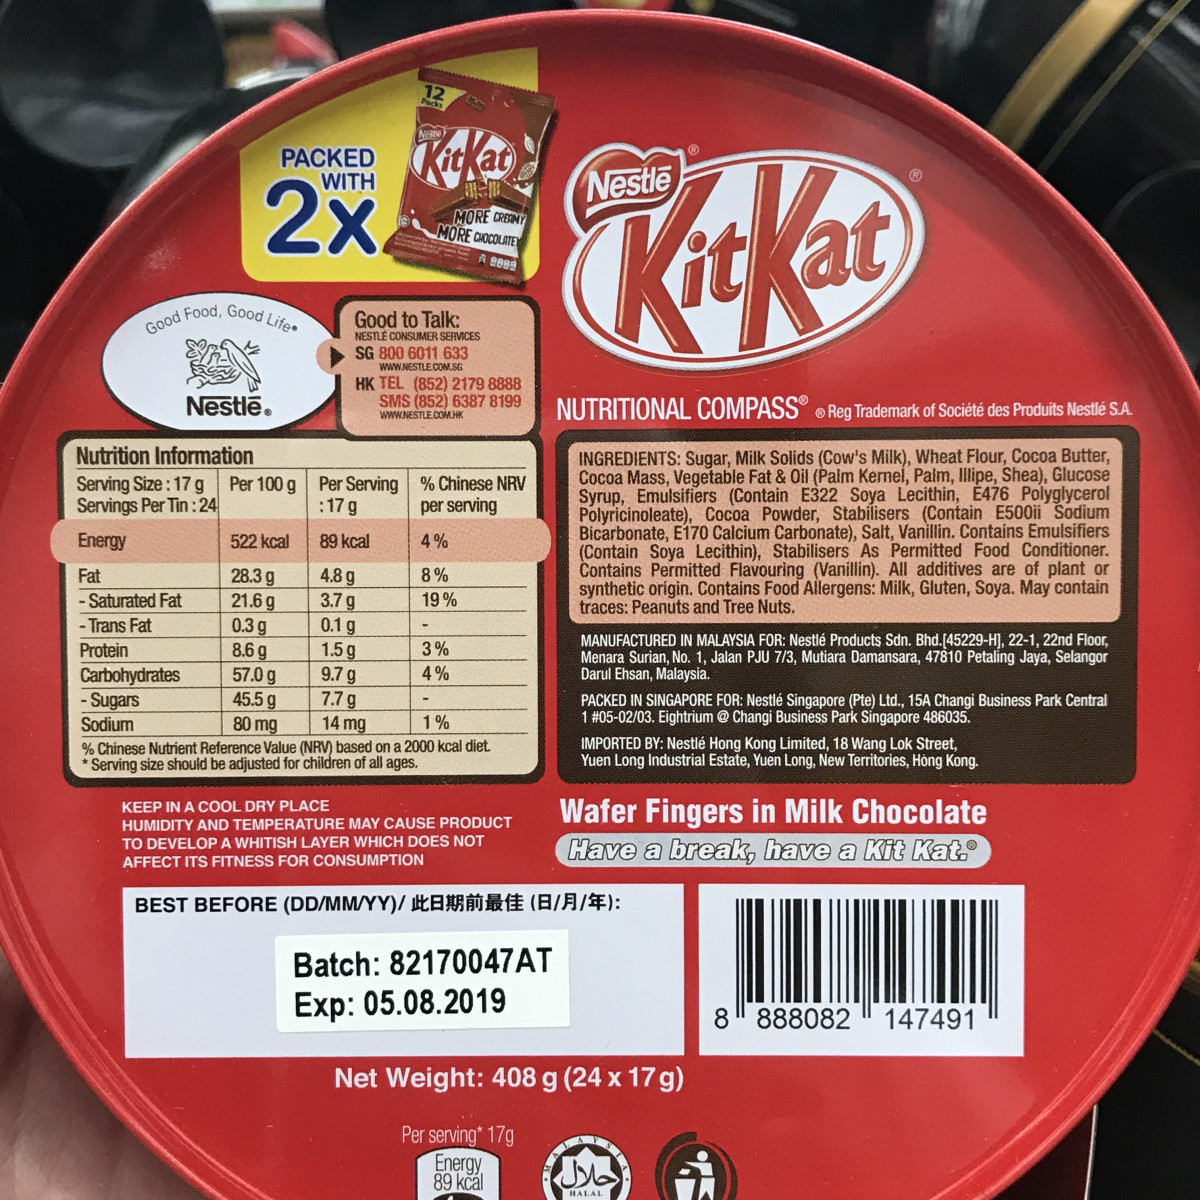 PACKED
WITH
2x
12
Packs
Nestlē
KitKat
MORE CREAMY
MORE CHOCOLATEY
Nestlē ®
KitKat ®
Good Food, Good Life®
Nestlē®
Good to Talk:
NESTLÉ CONSUMER SERVICES
SG 800 6011 633
WWW.NESTLE.COM.SG
HK TEL (852) 2179 8888
SMS (852) 6387 8199
WWW.NESTLE.COM.HK
NUTRITIONAL COMPASS® ® Reg Trademark of Société des Produits Nestlé S.A.
Nutrition Information
Serving Size : 17 g Per 100 g Per Serving % Chinese NRV
Servings Per Tin : 24 : 17 g per serving
Energy 522 kcal 89 kcal 4 %
Fat 28.3 g 4.8 g 8 %
- Saturated Fat 21.6 g 3.7 g 19 %
- Trans Fat 0.3 g 0.1 g -
Protein 8.6 g 1.5 g 3 %
Carbohydrates 57.0 g 9.7 g 4 %
- Sugars 45.5 g 7.7 g -
Sodium 80 mg 14 mg 1 %
% Chinese Nutrient Reference Value (NRV) based on a 2000 kcal diet.
* Serving size should be adjusted for children of all ages.
INGREDIENTS: Sugar, Milk Solids (Cow's Milk), Wheat Flour, Cocoa Butter,
Cocoa Mass, Vegetable Fat & Oil (Palm Kernel, Palm, Illipe, Shea), Glucose
Syrup, Emulsifiers (Contain E322 Soya Lecithin, E476 Polyglycerol
Polyricinoleate), Cocoa Powder, Stabilisers (Contain E500ii Sodium
Bicarbonate, E170 Calcium Carbonate), Salt, Vanillin. Contains Emulsifiers
(Contain Soya Lecithin), Stabilisers As Permitted Food Conditioner.
Contains Permitted Flavouring (Vanillin). All additives are of plant or
synthetic origin. Contains Food Allergens: Milk, Gluten, Soya. May contain
traces: Peanuts and Tree Nuts.
MANUFACTURED IN MALAYSIA FOR: Nestlé Products Sdn. Bhd.[45229-H], 22-1, 22nd Floor,
Menara Surian, No. 1, Jalan PJU 7/3, Mutiara Damansara, 47810 Petaling Jaya, Selangor
Darul Ehsan, Malaysia.
PACKED IN SINGAPORE FOR: Nestlé Singapore (Pte) Ltd., 15A Changi Business Park Central
1 #05-02/03. Eightrium @ Changi Business Park Singapore 486035.
IMPORTED BY: Nestlé Hong Kong Limited, 18 Wang Lok Street,
Yuen Long Industrial Estate, Yuen Long, New Territories, Hong Kong.
KEEP IN A COOL DRY PLACE
HUMIDITY AND TEMPERATURE MAY CAUSE PRODUCT
TO DEVELOP A WHITISH LAYER WHICH DOES NOT
AFFECT ITS FITNESS FOR CONSUMPTION
Wafer Fingers in Milk Chocolate
Have a break, have a Kit Kat.®
BEST BEFORE (DD/MM/YY)/ 此日期前最佳 (日/月/年):
Batch: 82170047AT
Exp: 05.08.2019
8 888082 147491
Net Weight: 408 g (24 x 17 g)
Per serving* 17g
Energy
89 kcal
MALAYSIA
حلال
HALAL